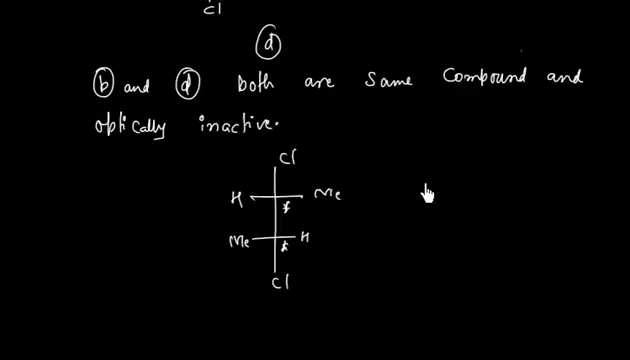 Cl
d
b and d both are same compound and
optically inactive.
Cl
H Me
*
Me H
*
Cl